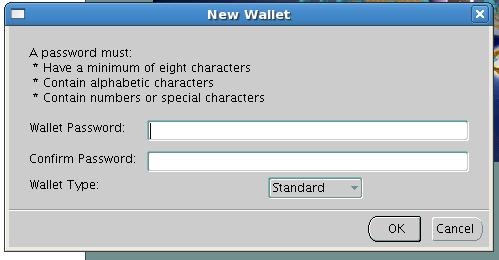 New Wallet
A password must:
* Have a minimum of eight characters
* Contain alphabetic characters
* Contain numbers or special characters
Wallet Password:
Confirm Password:
Wallet Type: Standard
OK Cancel